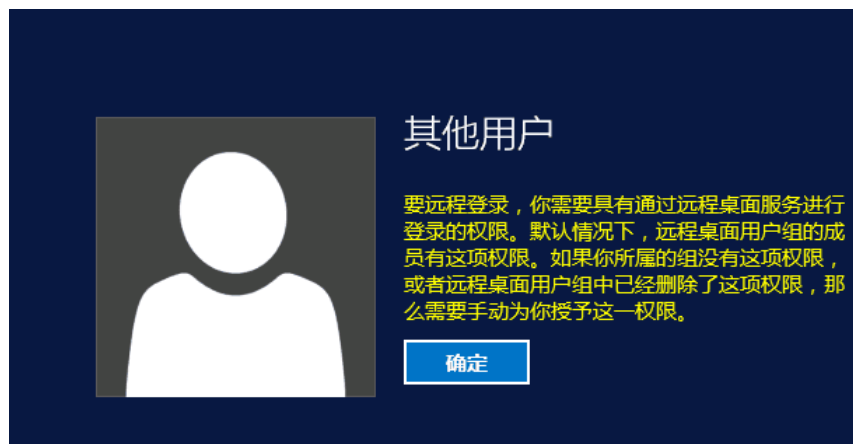 其他用户
要远程登录，你需要具有通过远程桌面服务进行
登录的权限。默认情况下，远程桌面用户组的成
员有这项权限。如果你所属的组没有这项权限，
或者远程桌面用户组中已经删除了这项权限，那
么需要手动为你授予这一权限。
确定